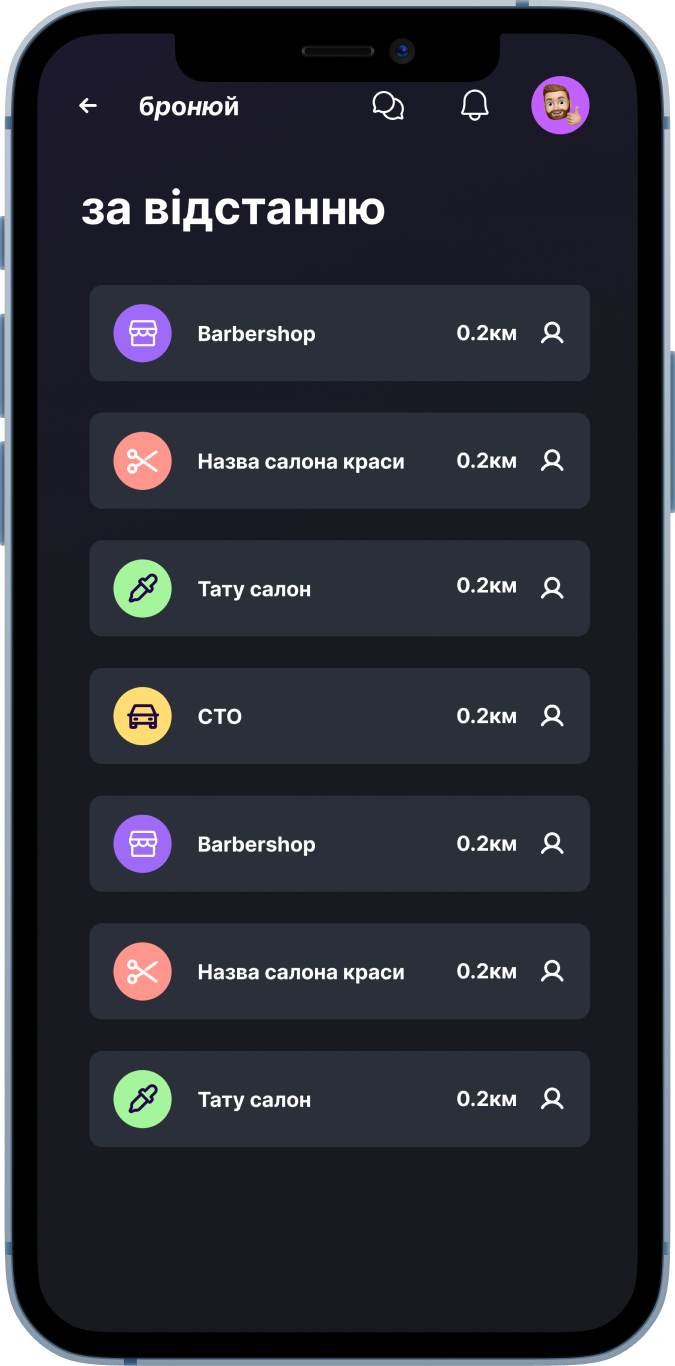 бронюй
за відстанню
Barbershop 0.2км
Назва салона краси 0.2км
Тату салон 0.2км
СТО 0.2км
Barbershop 0.2км
Назва салона краси 0.2км
Тату салон 0.2км